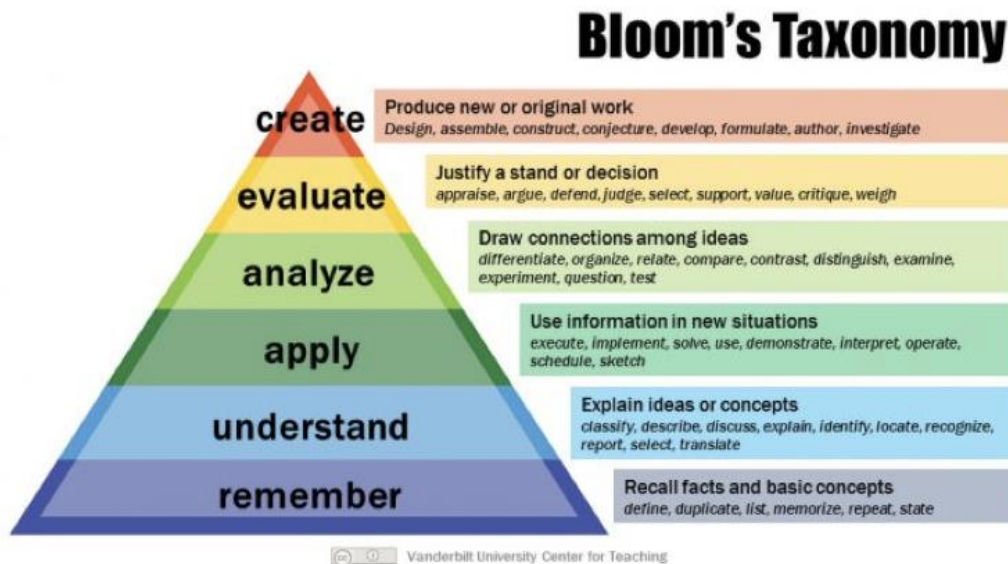 Bloom's Taxonomy
create
Produce new or original work
Design, assemble, construct, conjecture, develop, formulate, author, investigate
evaluate
Justify a stand or decision
appraise, argue, defend, judge, select, support, value, critique, weigh
analyze
Draw connections among ideas
differentiate, organize, relate, compare, contrast, distinguish, examine,
experiment, question, test
apply
Use information in new situations
execute, implement, solve, use, demonstrate, interpret, operate,
schedule, sketch
understand
Explain ideas or concepts
classify, describe, discuss, explain, identify, locate, recognize,
report, select, translate
remember
Recall facts and basic concepts
define, duplicate, list, memorize, repeat, state
cc
Vanderbilt University Center for Teaching